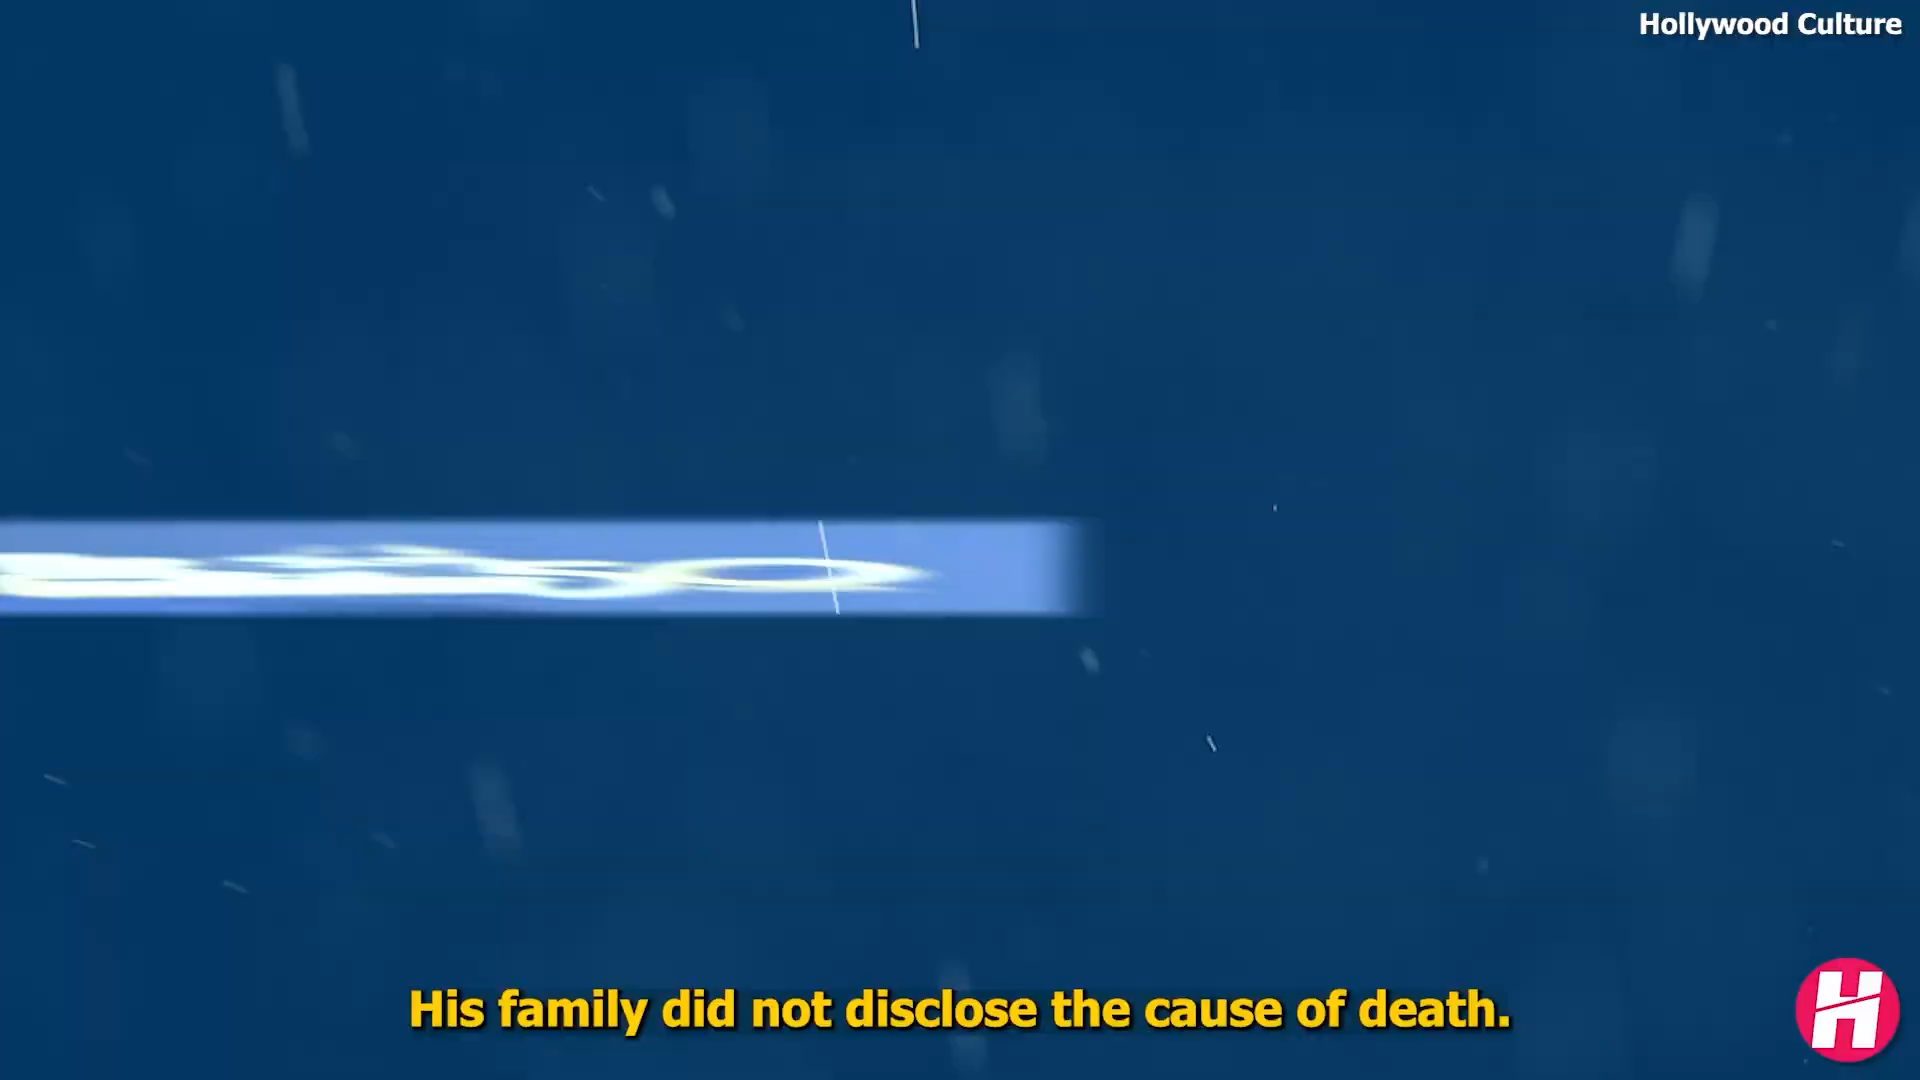 Hollywood Culture
His family did not disclose the cause of death.
H